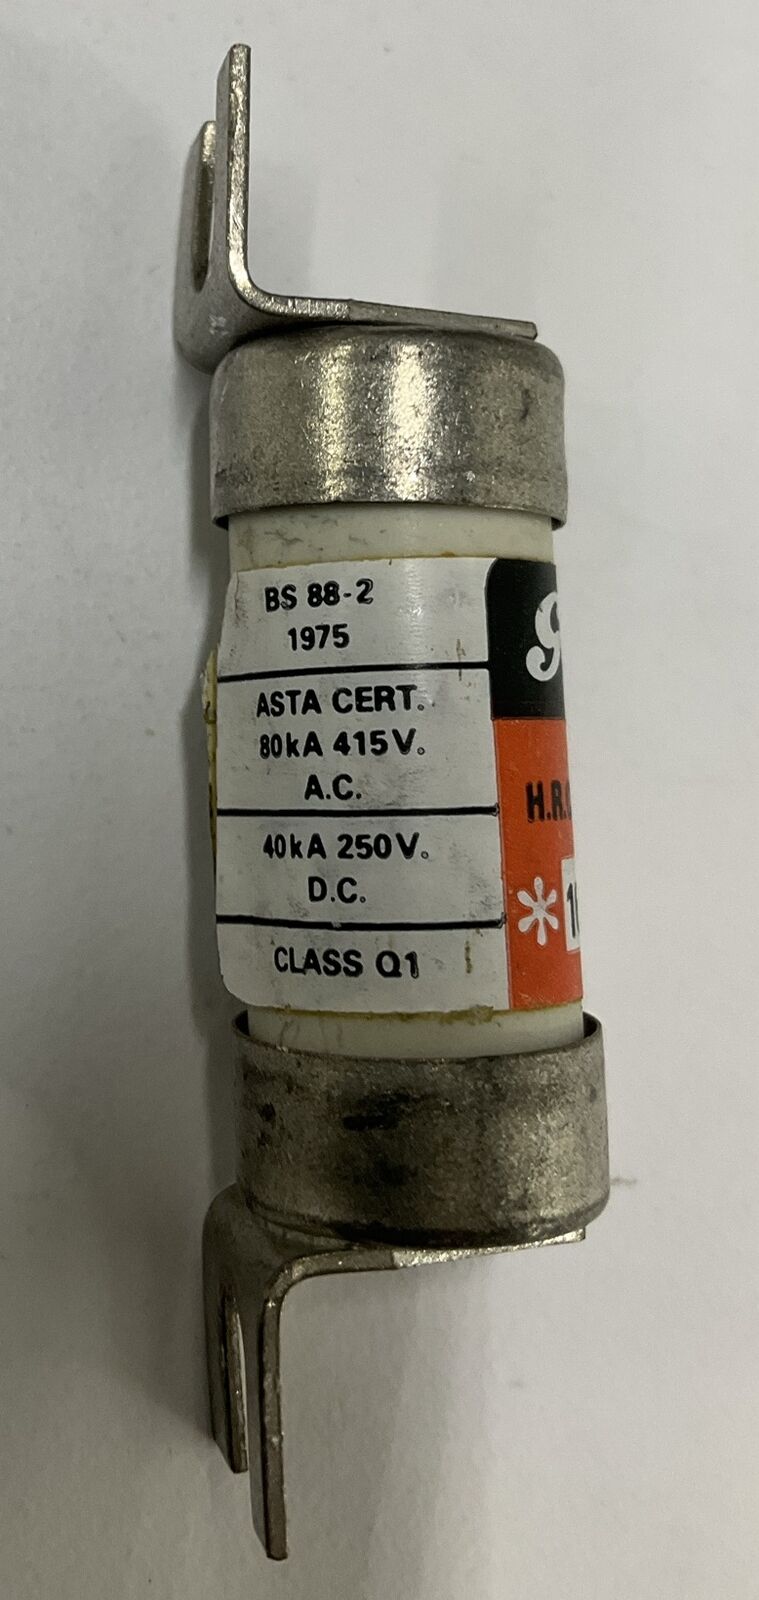 BS 88-2
1975
ASTA CERT.
80kA 415V.
A.C.
40kA 250V.
D.C.
CLASS Q1
H.R.